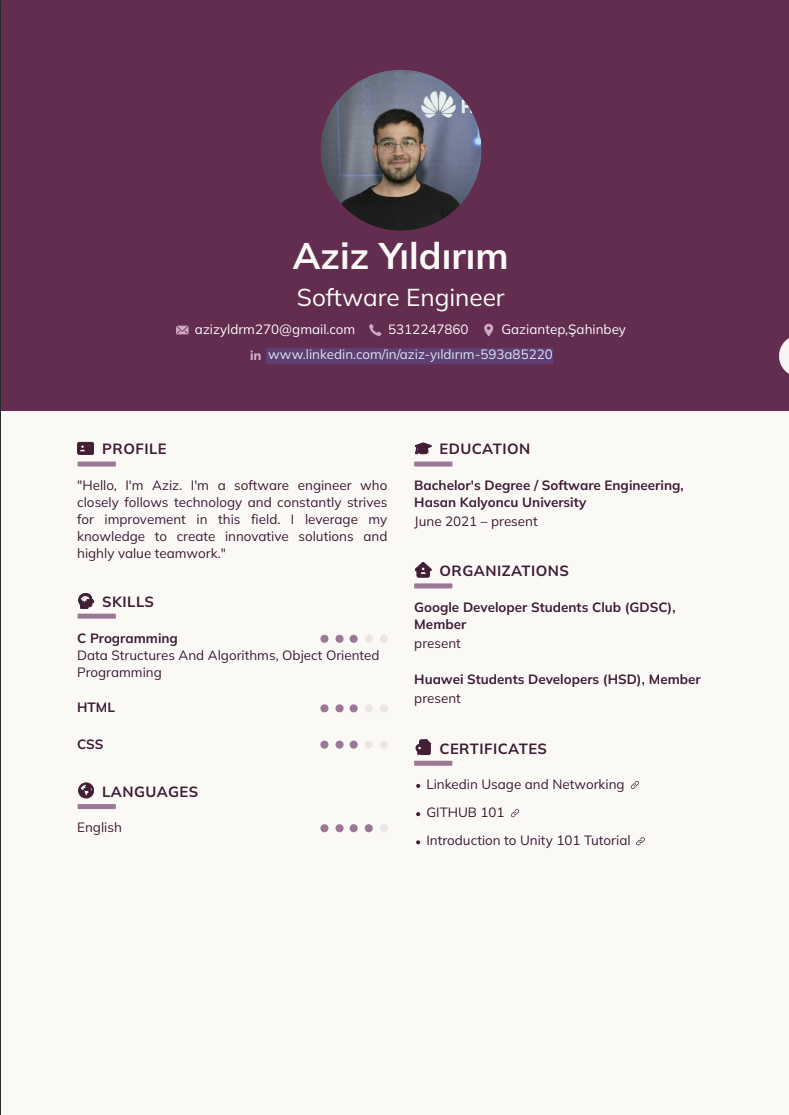 H
Aziz Yıldırım
Software Engineer
azizyldrm270@gmail.com 5312247860 Gaziantep,Şahinbey
in www.linkedin.com/in/aziz-yıldırım-593a85220
PROFILE
"Hello, I'm Aziz. I'm a software engineer who
closely follows technology and constantly strives
for improvement in this field. I leverage my
knowledge to create innovative solutions and
highly value teamwork."
SKILLS
C Programming
Data Structures And Algorithms, Object Oriented
Programming
HTML
CSS
LANGUAGES
English
EDUCATION
Bachelor's Degree / Software Engineering,
Hasan Kalyoncu University
June 2021 – present
ORGANIZATIONS
Google Developer Students Club (GDSC),
Member
present
Huawei Students Developers (HSD), Member
present
CERTIFICATES
• Linkedin Usage and Networking
• GITHUB 101
• Introduction to Unity 101 Tutorial